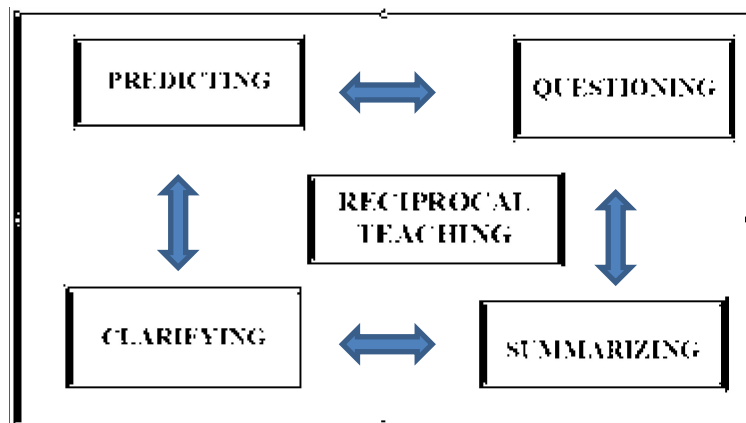 PREDICTING
QUESTIONING
RECIPROCAL
TEACHING
CLARIFYING
SUMMARIZING